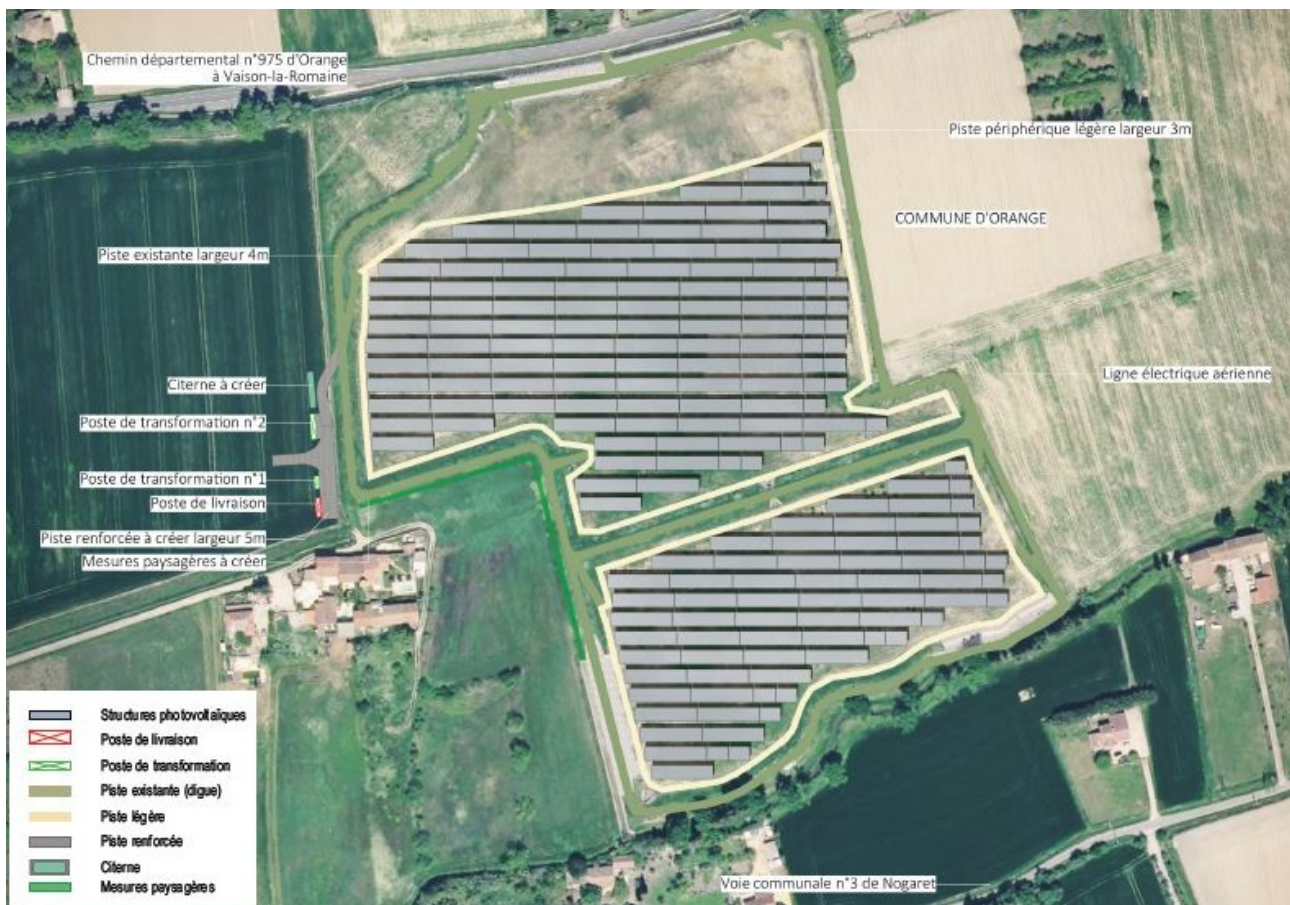 Chemin départemental n°975 d'Orange
à Vaison-la-Romaine
Piste périphérique légère largeur 3m
COMMUNE D'ORANGE
Piste existante largeur 4m
Ligne électrique aérienne
Citerne à créer
Poste de transformation n°2
Poste de transformation n°1
Poste de livraison
Piste renforcée à créer largeur 5m
Mesures paysagères à créer
Structures photovoltaïques
Poste de livraison
Poste de transformation
Piste existante (digue)
Piste légère
Piste renforcée
Citerne
Mesures paysagères
Voie communale n°3 de Nogaret